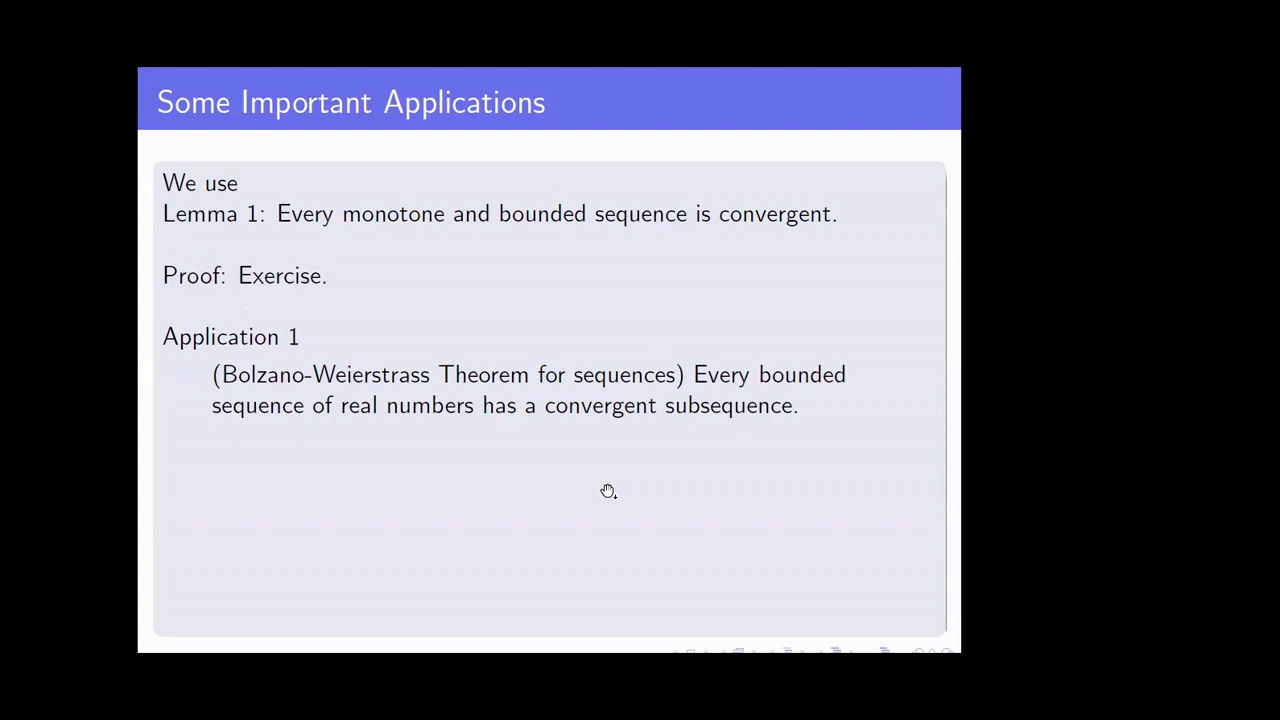 Some Important Applications
We use
Lemma 1: Every monotone and bounded sequence is convergent.
Proof: Exercise.
Application 1
(Bolzano-Weierstrass Theorem for sequences) Every bounded
sequence of real numbers has a convergent subsequence.